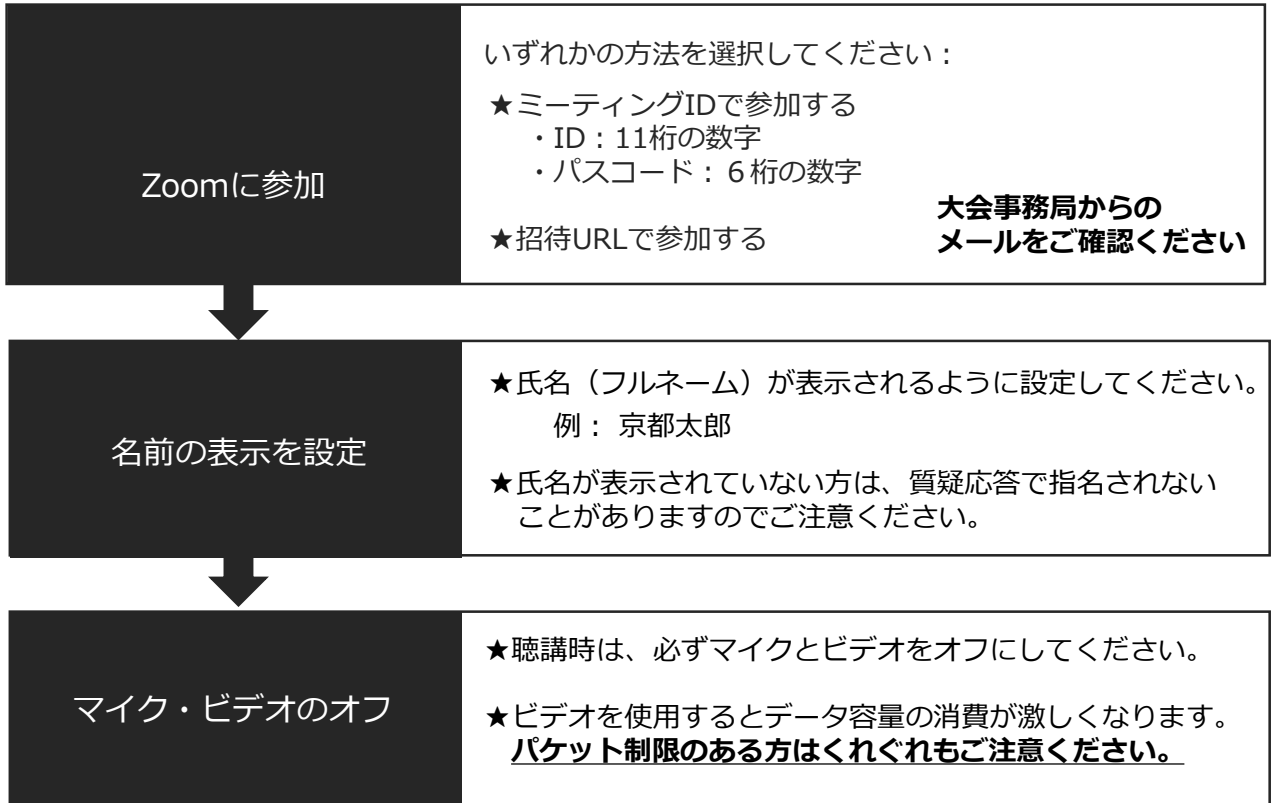 Zoomに参加
いずれかの方法を選択してください：
★ミーティングIDで参加する
・ID：11桁の数字
・パスコード：６桁の数字
★招待URLで参加する
大会事務局からの
メールをご確認ください
名前の表示を設定
★氏名（フルネーム）が表示されるように設定してください。
例： 京都太郎
★氏名が表示されていない方は、質疑応答で指名されない
ことがありますのでご注意ください。
マイク・ビデオのオフ
★聴講時は、必ずマイクとビデオをオフにしてください。
★ビデオを使用するとデータ容量の消費が激しくなります。
パケット制限のある方はくれぐれもご注意ください。